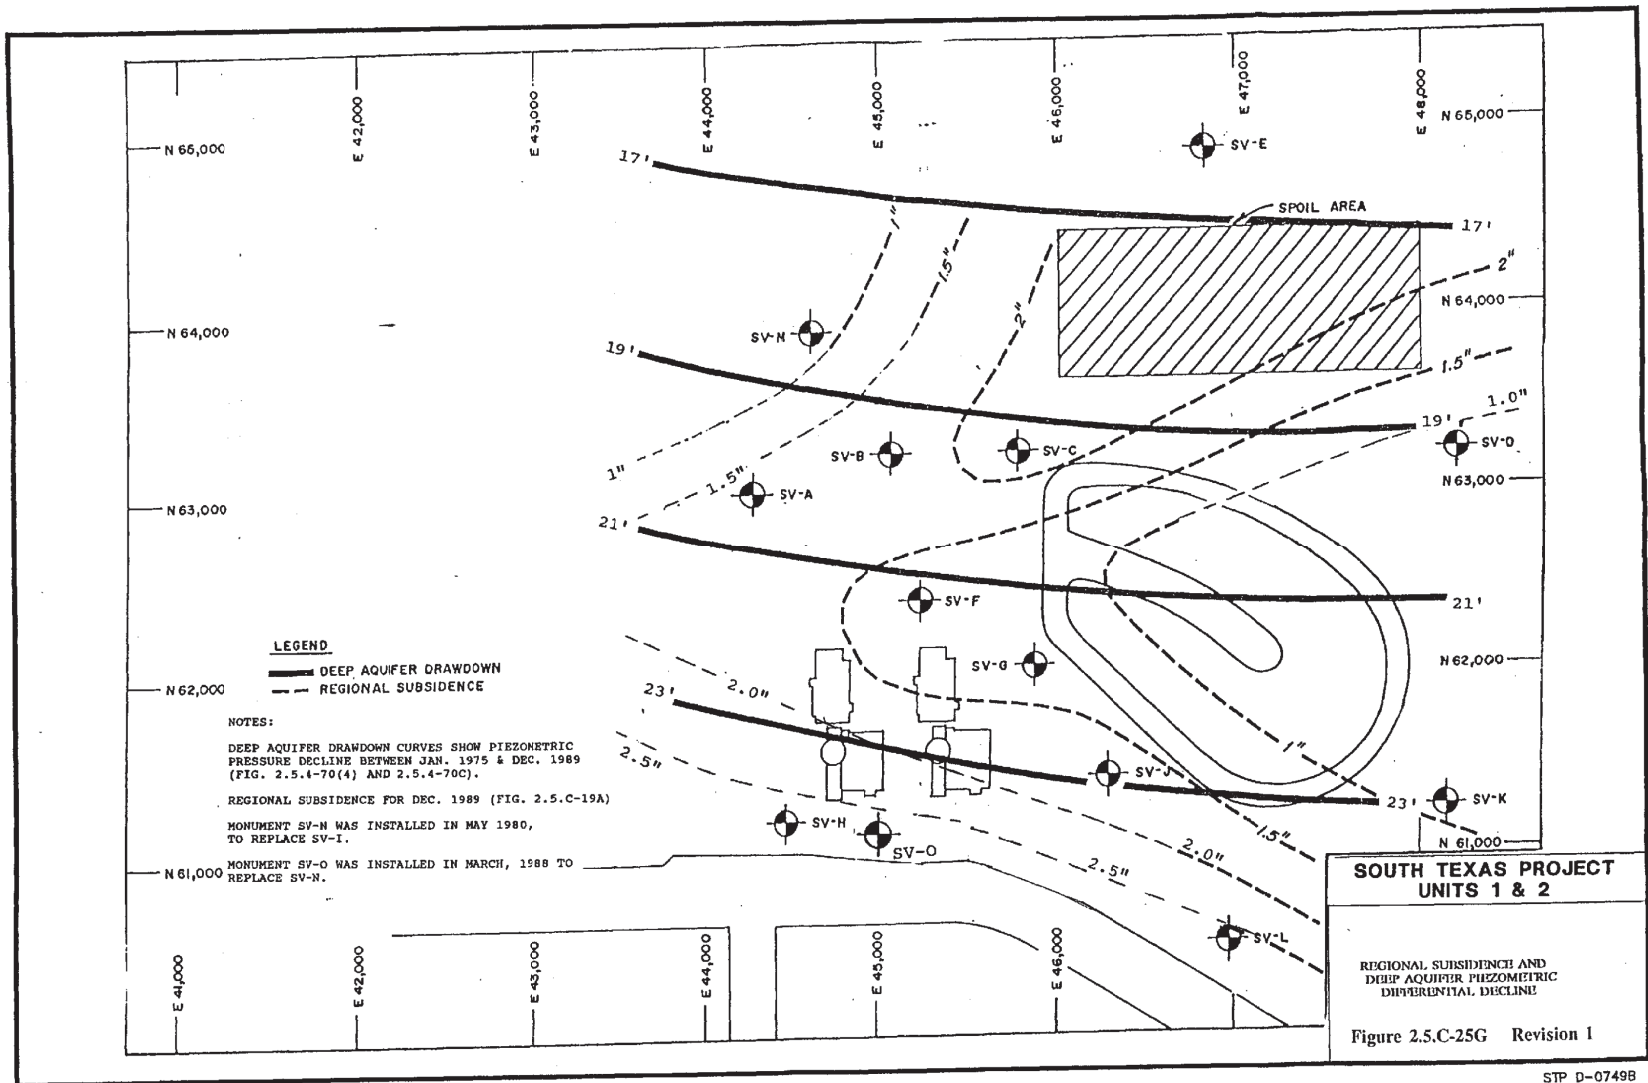 E 42,000
E 43,000
E 44,000
E 45,000
E 46,000
E 47,000
E 48,000
N 65,000
N 65,000
SV-E
17'
SPOIL AREA
17'
1"
1.5"
2"
2"
N 64,000
N 64,000
SV-N
19'
1.5"
1.0"
19'
SV-D
SV-B
SV-C
1"
1.5"
SV-A
N 63,000
N 63,000
21'
SV-F
21'
LEGEND
DEEP AQUIFER DRAWDOWN
REGIONAL SUBSIDENCE
SV-G
N 62,000
N 62,000
23'
2.0"
NOTES:
DEEP AQUIFER DRAWDOWN CURVES SHOW PIEZOMETRIC
PRESSURE DECLINE BETWEEN JAN. 1975 & DEC. 1989
(FIG. 2.5.4-70(4) AND 2.5.4-70C).
REGIONAL SUBSIDENCE FOR DEC. 1989 (FIG. 2.5.C-19A)
MONUMENT SV-N WAS INSTALLED IN MAY 1980,
TO REPLACE SV-I.
MONUMENT SV-O WAS INSTALLED IN MARCH, 1988 TO
REPLACE SV-N.
2.5"
1"
SV-J
23'
SV-K
SV-H
SV-O
1.5"
2.0"
2.5"
N 61,000
N 61,000
SV-L
E 41,000
E 42,000
E 43,000
E 44,000
E 45,000
E 46,000
SOUTH TEXAS PROJECT
UNITS 1 & 2
REGIONAL SUBSIDENCE AND
DEEP AQUIFER PIEZOMETRIC
DIFFERENTIAL DECLINE
Figure 2.5.C-25G Revision 1
STP D-0749B